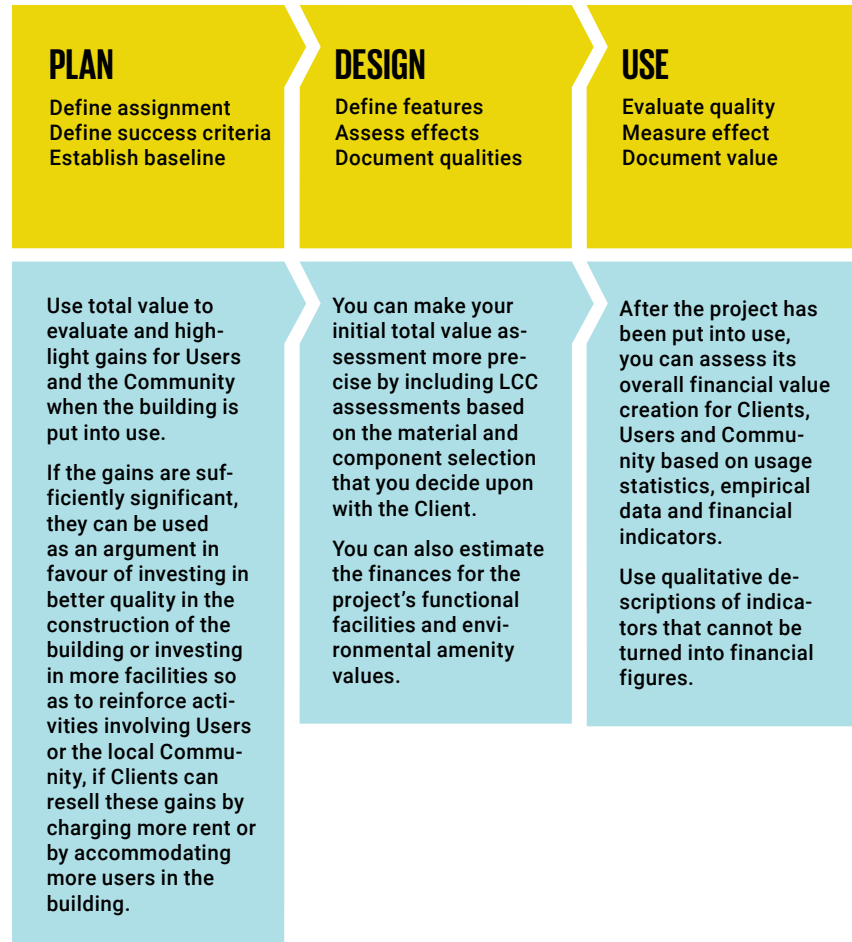 PLAN
Define assignment
Define success criteria
Establish baseline
DESIGN
Define features
Assess effects
Document qualities
USE
Evaluate quality
Measure effect
Document value
Use total value to
evaluate and high-
light gains for Users
and the Community
when the building is
put into use.
If the gains are suf-
ficiently significant,
they can be used
as an argument in
favour of investing in
better quality in the
construction of the
building or investing
in more facilities so
as to reinforce acti-
vities involving Users
or the local Commu-
nity, if Clients can
resell these gains by
charging more rent or
by accommodating
more users in the
building.
You can make your
initial total value as-
sessment more pre-
cise by including LCC
assessments based
on the material and
component selection
that you decide upon
with the Client.
You can also estimate
the finances for the
project's functional
facilities and envi-
ronmental amenity
values.
After the project has
been put into use,
you can assess its
overall financial value
creation for Clients,
Users and Commu-
nity based on usage
statistics, empirical
data and financial
indicators.
Use qualitative de-
scriptions of indica-
tors that cannot be
turned into financial
figures.